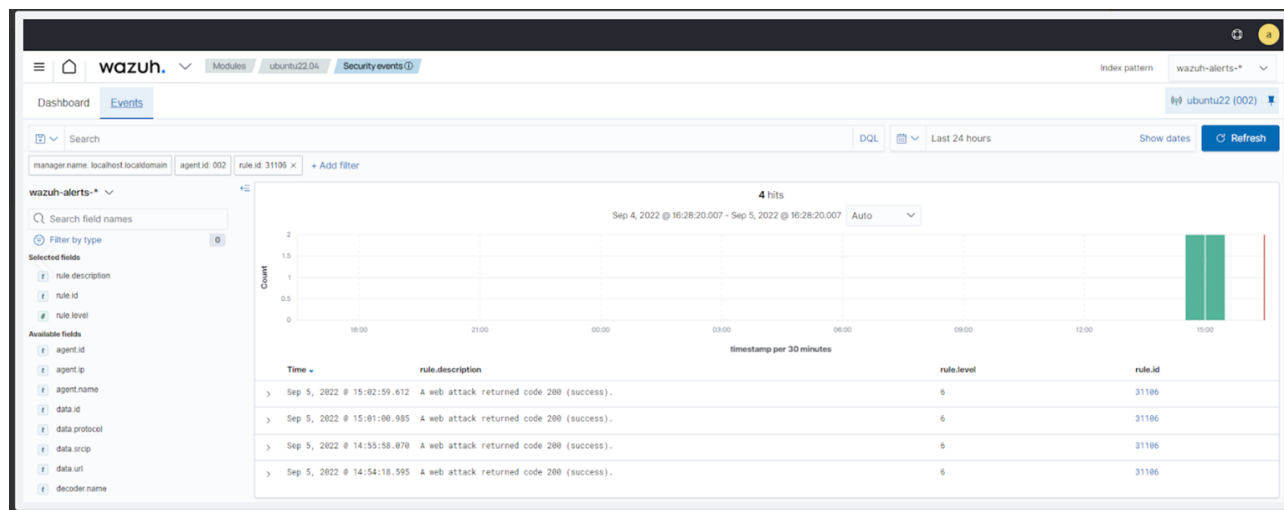 a
wazuh. Modules ubuntu22.04 Security events Index pattern wazuh-alerts-*
Dashboard Events ubuntu22 (002)
Search DQL Last 24 hours Show dates Refresh
manager.name: localhost.localdomain agent.id: 002 rule.id: 31106 × + Add filter
wazuh-alerts-*
Search field names
Filter by type 0
Selected fields
t rule.description
t rule.id
# rule.level
Available fields
t agent.id
t agent.ip
t agent.name
t data.id
t data.protocol
t data.srcip
t data.url
t decoder.name
4 hits
Sep 4, 2022 @ 16:28:20.007 - Sep 5, 2022 @ 16:28:20.007 Auto
Count
2
1.5
1
0.5
0
18:00 21:00 00:00 03:00 06:00 09:00 12:00 15:00
timestamp per 30 minutes
Time rule.description rule.level rule.id
Sep 5, 2022 @ 15:02:59.612 A web attack returned code 200 (success). 6 31106
Sep 5, 2022 @ 15:01:00.985 A web attack returned code 200 (success). 6 31106
Sep 5, 2022 @ 14:55:58.070 A web attack returned code 200 (success). 6 31106
Sep 5, 2022 @ 14:54:18.595 A web attack returned code 200 (success). 6 31106